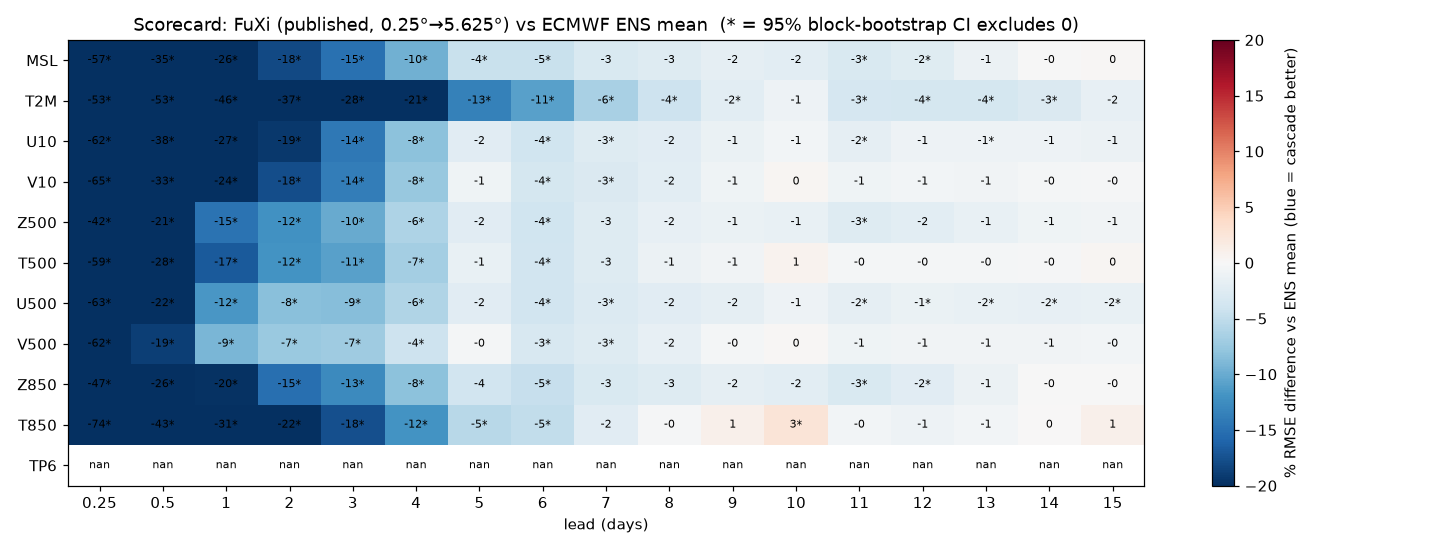 Scorecard: FuXi (published, 0.25°→5.625°) vs ECMWF ENS mean (* = 95% block-bootstrap CI excludes 0)
MSL -57* -35* -26* -18* -15* -10* -4* -5* -3 -3 -2 -2 -3* -2* -1 -0 0
T2M -53* -53* -46* -37* -28* -21* -13* -11* -6* -4* -2* -1 -3* -4* -4* -3* -2
U10 -62* -38* -27* -19* -14* -8* -2 -4* -3* -2 -1 -1 -2* -1 -1* -1 -1
V10 -65* -33* -24* -18* -14* -8* -1 -4* -3* -2 -1 0 -1 -1 -1 -0 -0
Z500 -42* -21* -15* -12* -10* -6* -2 -4* -3 -2 -1 -1 -3* -2 -1 -1 -1
T500 -59* -28* -17* -12* -11* -7* -1 -4* -3 -1 -1 1 -0 -0 -0 -0 0
U500 -63* -22* -12* -8* -9* -6* -2 -4* -3* -2 -2 -1 -2* -1* -2* -2* -2*
V500 -62* -19* -9* -7* -7* -4* -0 -3* -3* -2 -0 0 -1 -1 -1 -1 -0
Z850 -47* -26* -20* -15* -13* -8* -4 -5* -3 -3 -2 -2 -3* -2* -1 -0 -0
T850 -74* -43* -31* -22* -18* -12* -5* -5* -2 -0 1 3* -0 -1 -1 0 1
TP6 nan nan nan nan nan nan nan nan nan nan nan nan nan nan nan nan nan
0.25 0.5 1 2 3 4 5 6 7 8 9 10 11 12 13 14 15
lead (days)
20
15
10
5
0
−5
−10
−15
−20
% RMSE difference vs ENS mean (blue = cascade better)